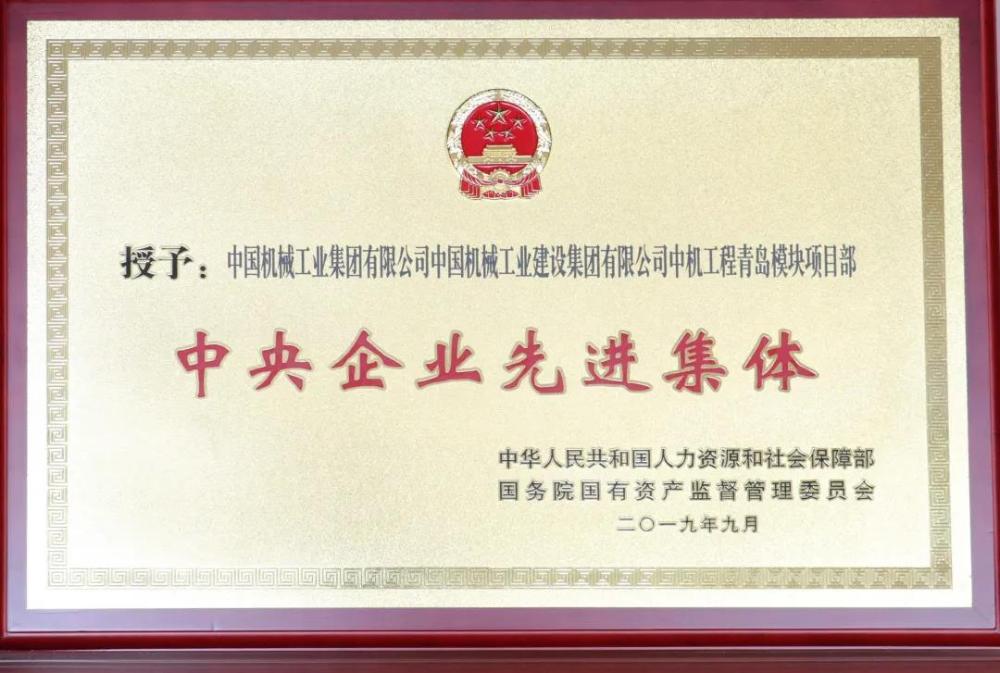 授予：中国机械工业集团有限公司中国机械工业建设集团有限公司中机工程青岛模块项目部
中央企业先进集体
中华人民共和国人力资源和社会保障部
国务院国有资产监督管理委员会
二〇一九年九月